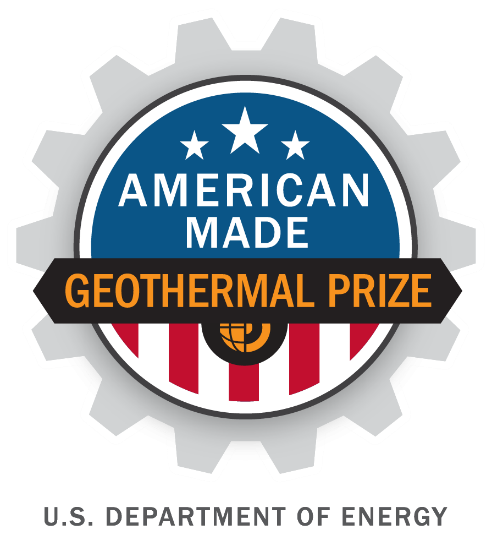 AMERICAN
MADE
GEOTHERMAL PRIZE
U.S. DEPARTMENT OF ENERGY